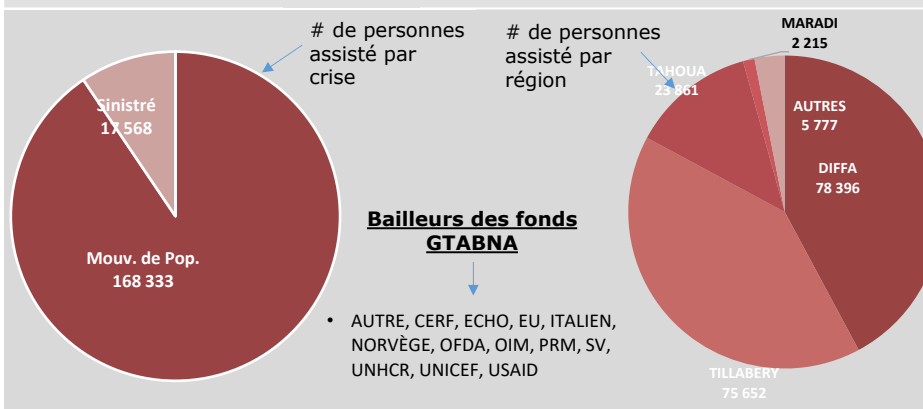 # de personnes
assisté par
crise
Sinistré
17 568
Mouv. de Pop.
168 333
Bailleurs des fonds
GTABNA
• AUTRE, CERF, ECHO, EU, ITALIEN,
NORVÈGE, OFDA, OIM, PRM, SV,
UNHCR, UNICEF, USAID
# de personnes
assisté par
région
MARADI
2 215
TAHOUA
23 861
AUTRES
5 777
DIFFA
78 396
TILLABERY
75 652